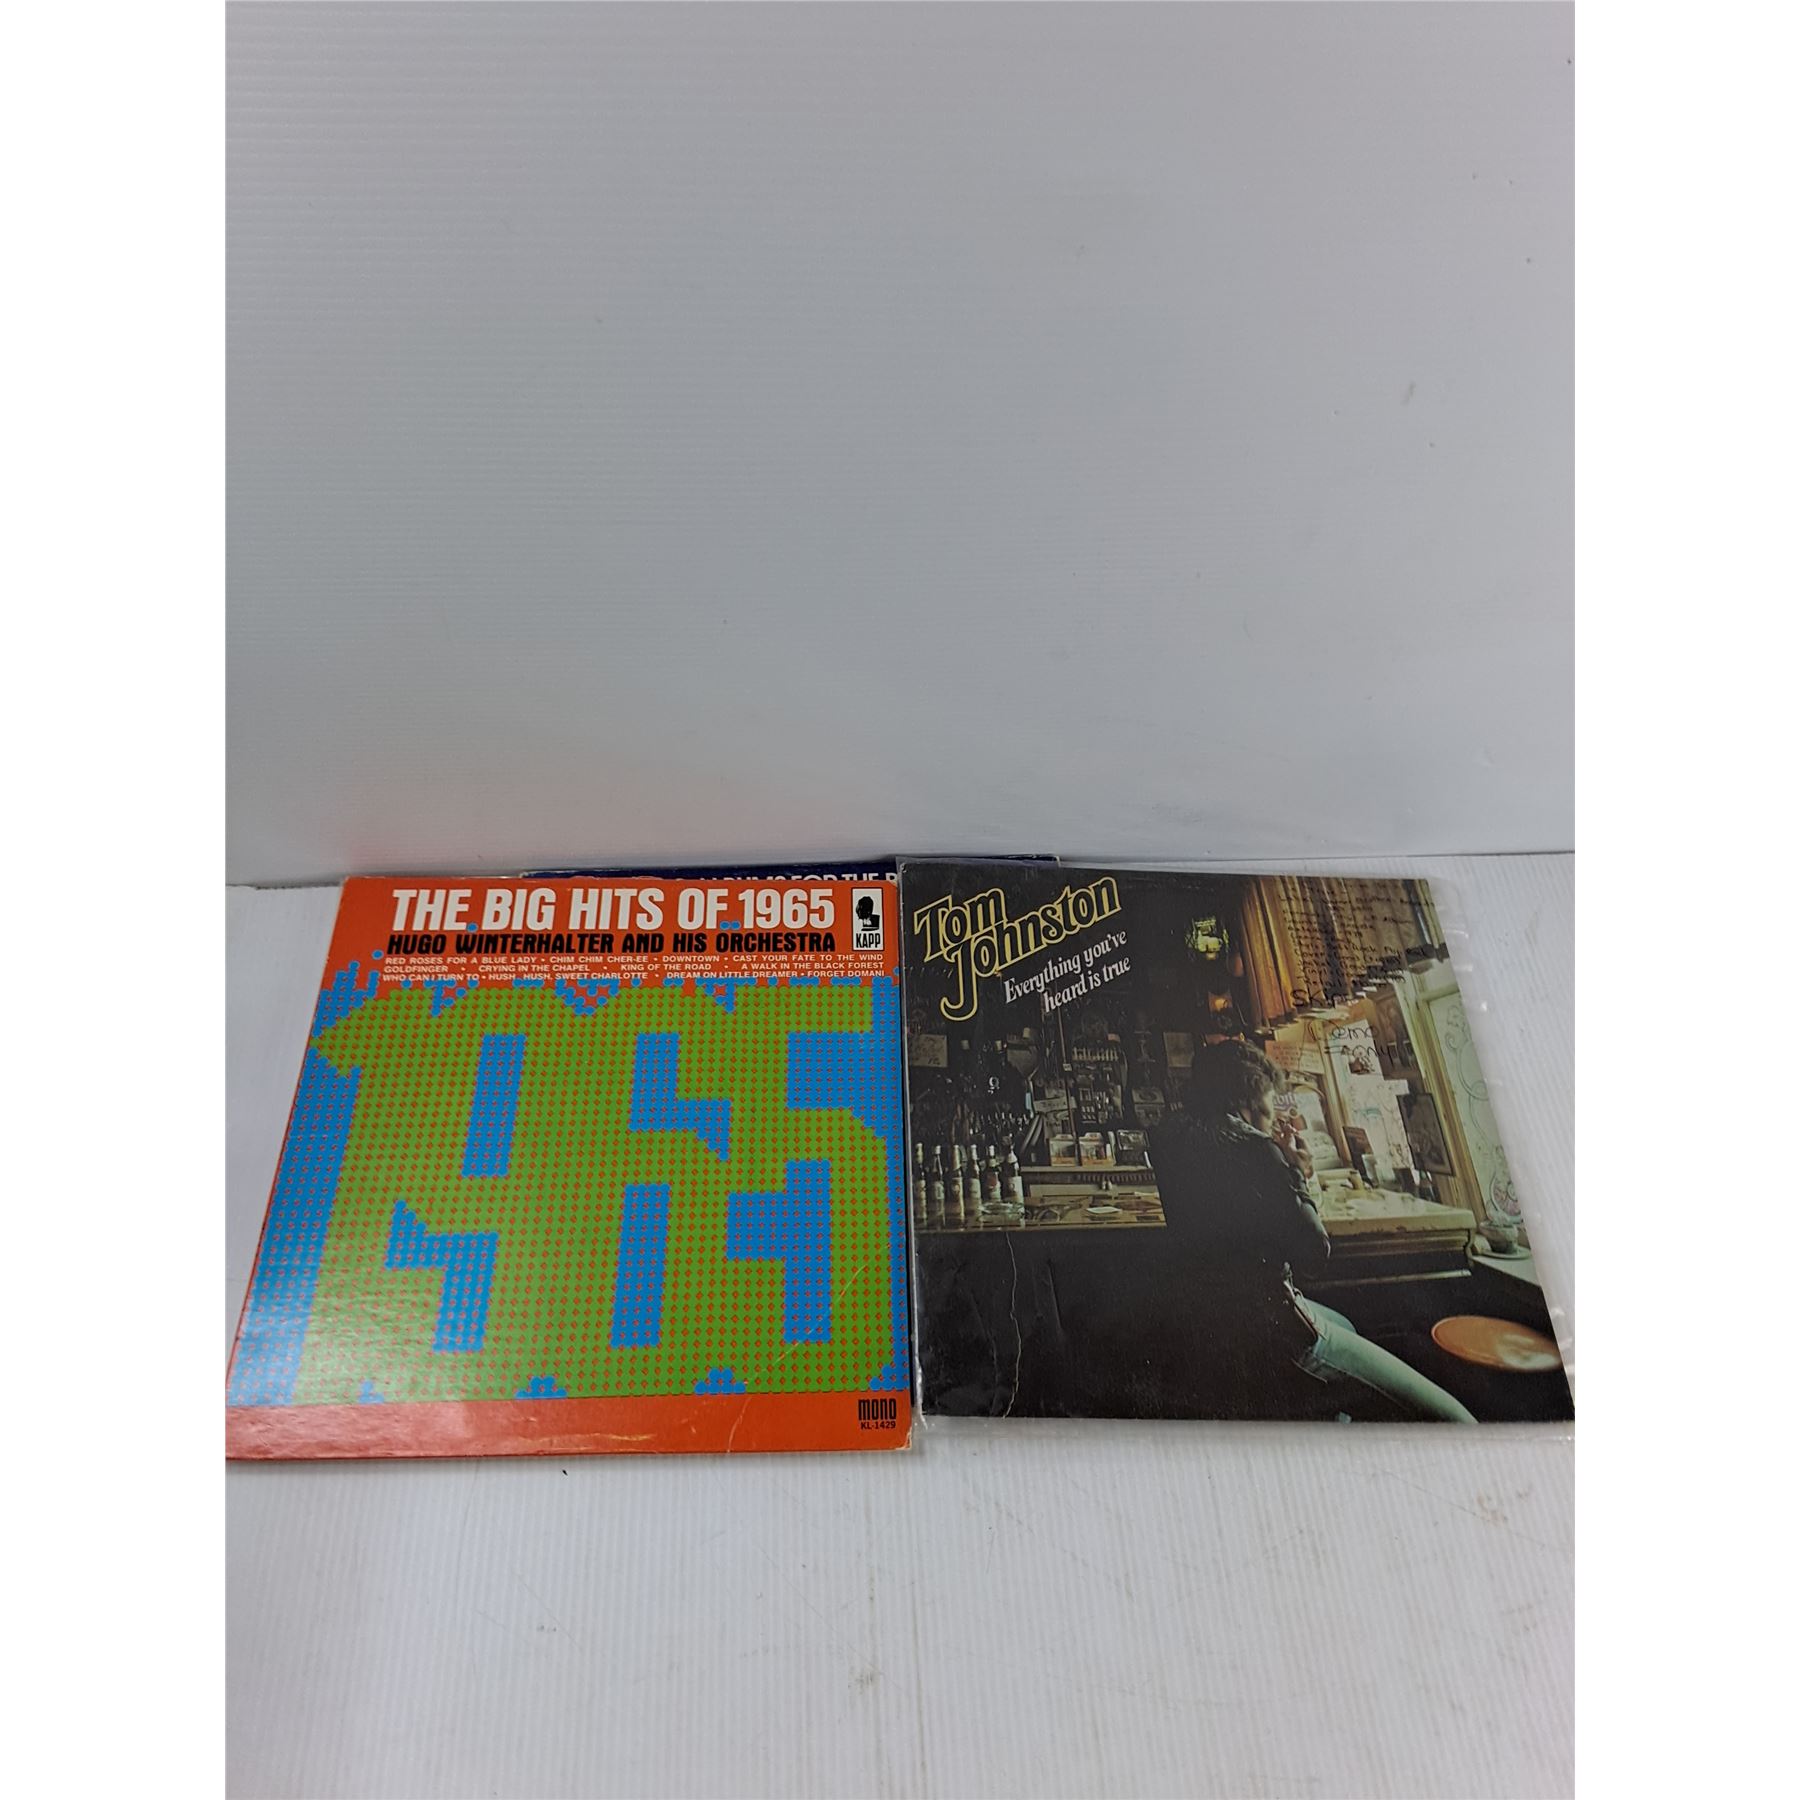 ALBUMS FOR THE
THE BIG HITS OF 1965
HUGO WINTERHALTER AND HIS ORCHESTRA
KAPP
RED ROSES FOR A BLUE LADY • CHIM CHIM CHER-EE • DOWNTOWN • CAST YOUR FATE TO THE WIND
GOLDFINGER • CRYING IN THE CHAPEL • KING OF THE ROAD • A WALK IN THE BLACK FOREST
WHO CAN I TURN TO • HUSH, HUSH, SWEET CHARLOTTE • DREAM ON LITTLE DREAMER • FORGET DOMANI
1965
mono
KL-1429
Tom
Johnston
Everything you've
heard is true